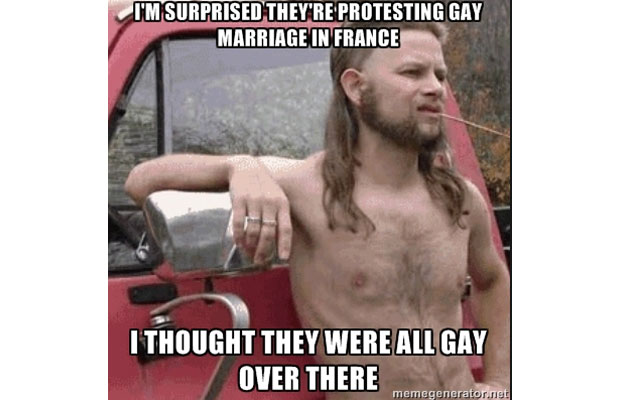 I'M SURPRISED THEY'RE PROTESTING GAY
MARRIAGE IN FRANCE
I THOUGHT THEY WERE ALL GAY
OVER THERE
memegenerator.net